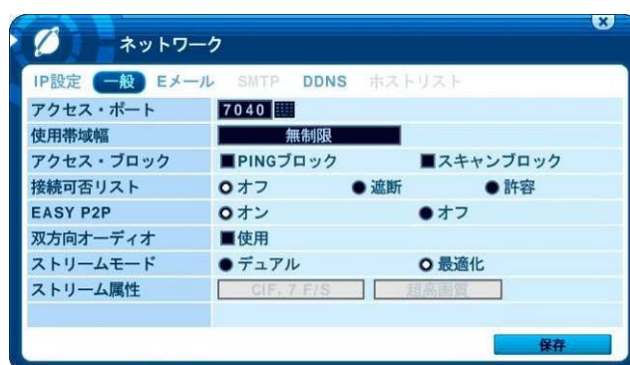 ネットワーク
IP設定 一般 Eメール SMTP DDNS ホストリスト
アクセス・ポート 7040
使用帯域幅 無制限
アクセス・ブロック PINGブロック スキャンブロック
接続可否リスト オフ 遮断 許容
EASY P2P オン オフ
双方向オーディオ 使用
ストリームモード デュアル 最適化
ストリーム属性 CIF, 7 F/S 超高画質
保存